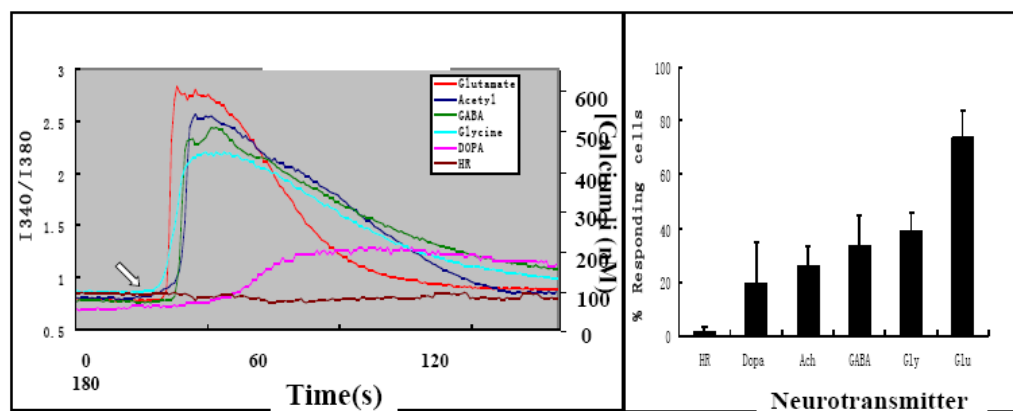 3
2.5
2
1.5
1
0.5
I340/I380
Glutamate
Acetyl
GABA
Glycine
DOPA
HR
600
500
400
300
200
100
0
[Calcium]i (nM)
0 60 120
180
Time(s)
100
80
60
40
20
0
% Responding cells
HR Dopa Ach GABA Gly Glu
Neurotransmitter